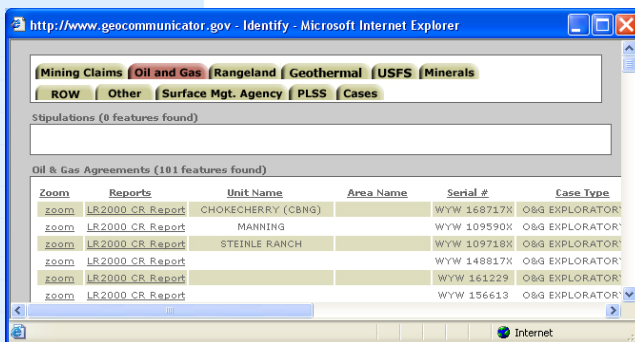 http://www.geocommunicator.gov - Identify - Microsoft Internet Explorer
Mining Claims Oil and Gas Rangeland Geothermal USFS Minerals
ROW Other Surface Mgt. Agency PLSS Cases
Stipulations (0 features found)
Oil & Gas Agreements (101 features found)
Zoom Reports Unit Name Area Name Serial # Case Type
zoom LR2000 CR Report CHOKECHERRY (CBNG) WYW 168717X O&G EXPLORATORY
zoom LR2000 CR Report MANNING WYW 109590X O&G EXPLORATORY
zoom LR2000 CR Report STEINLE RANCH WYW 109718X O&G EXPLORATORY
zoom LR2000 CR Report WYW 148817X O&G EXPLORATORY
zoom LR2000 CR Report WYW 161229 O&G EXPLORATOR
zoom LR2000 CR Report WYW 156613 O&G EXPLORATOR
Internet